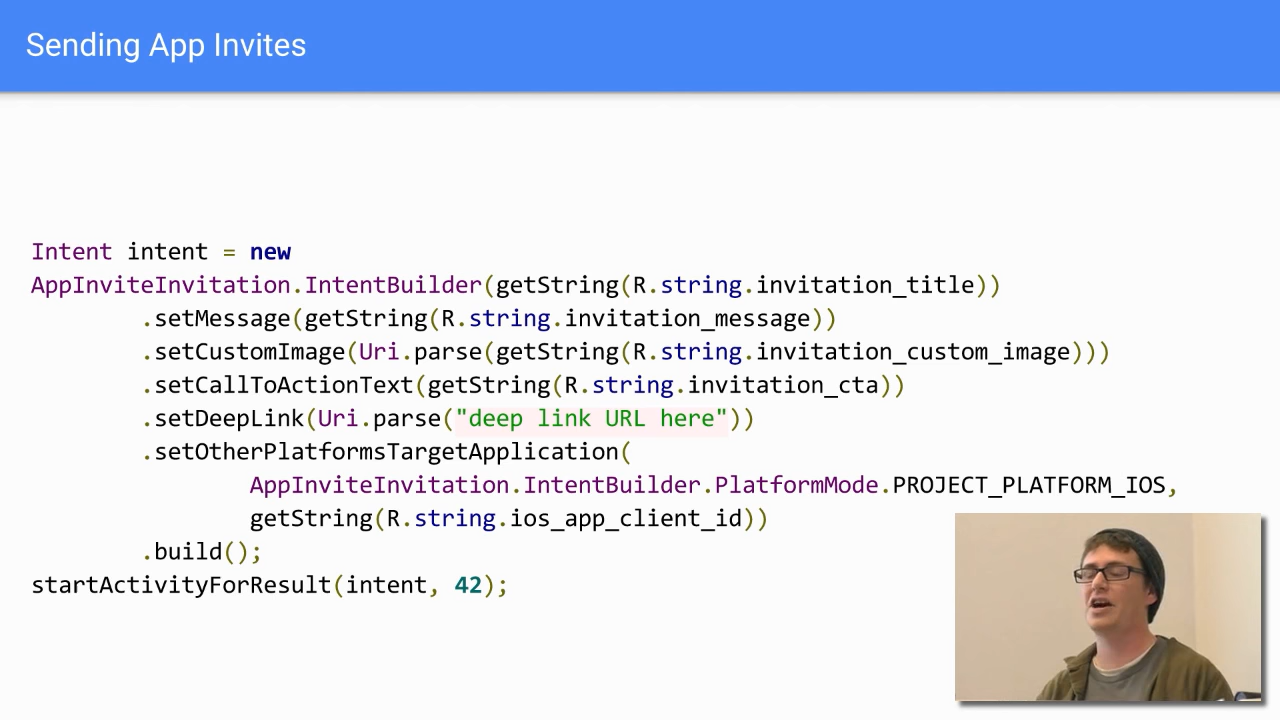 Sending App Invites
Intent intent = new
AppInviteInvitation.IntentBuilder(getString(R.string.invitation_title))
.setMessage(getString(R.string.invitation_message))
.setCustomImage(Uri.parse(getString(R.string.invitation_custom_image)))
.setCallToActionText(getString(R.string.invitation_cta))
.setDeepLink(Uri.parse("deep link URL here"))
.setOtherPlatformsTargetApplication(
AppInviteInvitation.IntentBuilder.PlatformMode.PROJECT_PLATFORM_IOS,
getString(R.string.ios_app_client_id))
.build();
startActivityForResult(intent, 42);